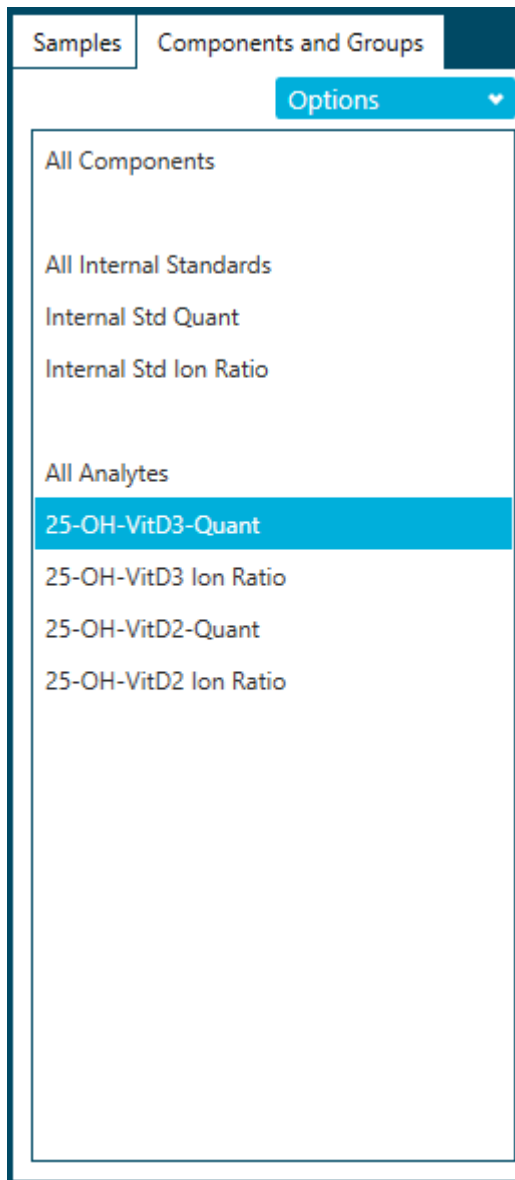 Samples
Components and Groups
Options
All Components
All Internal Standards
Internal Std Quant
Internal Std Ion Ratio
All Analytes
25-OH-VitD3-Quant
25-OH-VitD3 Ion Ratio
25-OH-VitD2-Quant
25-OH-VitD2 Ion Ratio